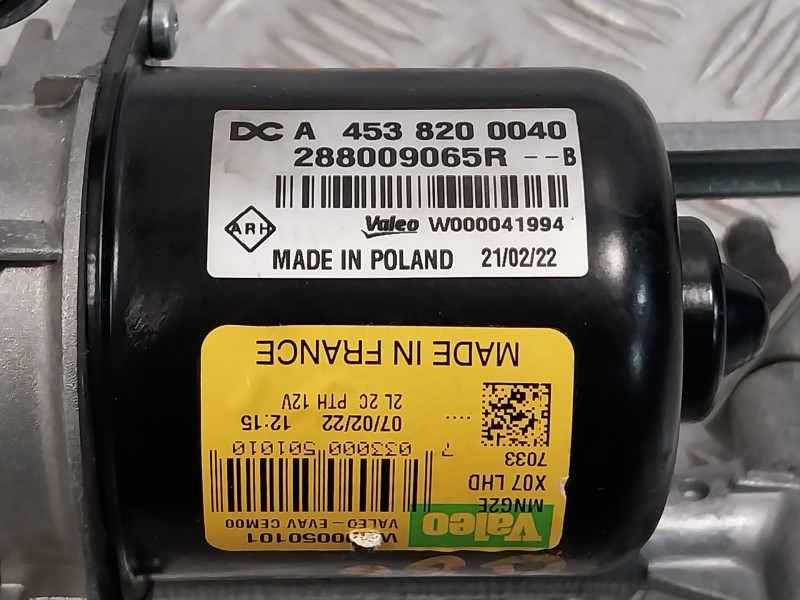 DC A 453 820 0040
288009065R --B
ARH Valeo W000041994
MADE IN POLAND 21/02/22
Valeo
VALEO - EVAV CEM00
MNG2E
X07 LHD
7033
7 033000 501010
07/02/22 12:15
2L 2C PTH 12V
MADE IN FRANCE